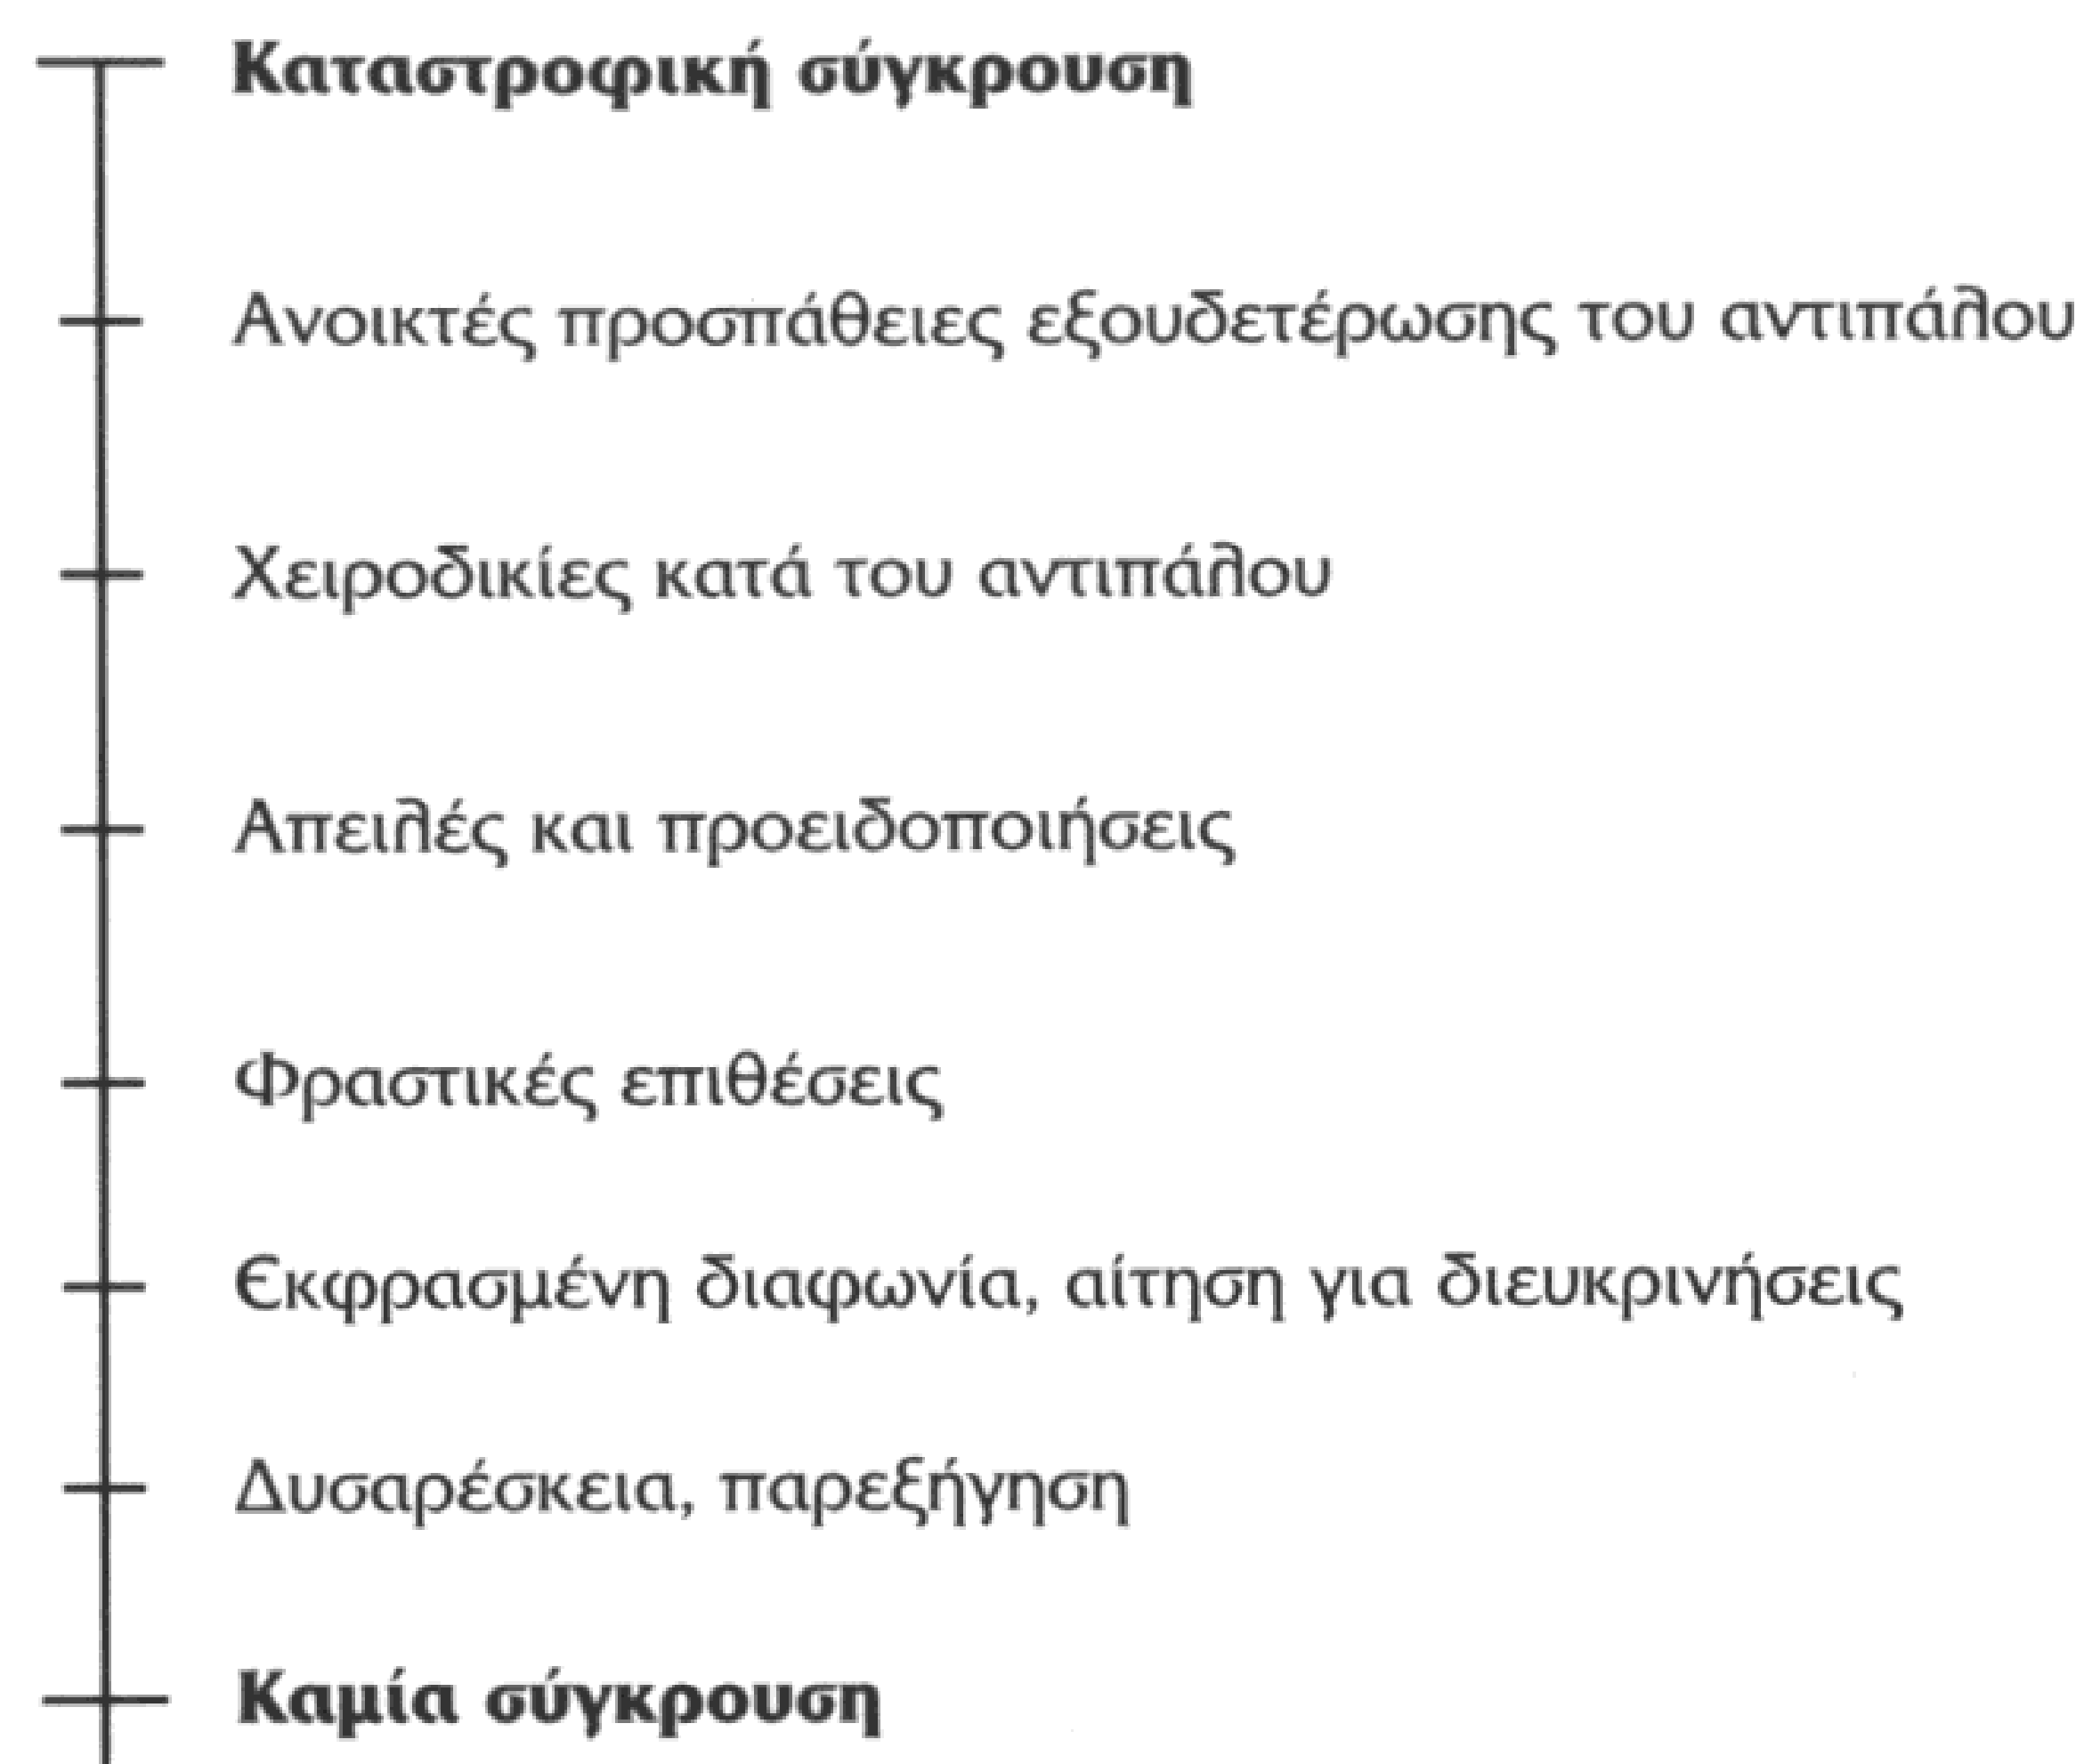 Καταστροφική σύγκρουση
Ανοικτές προσπάθειες εξουδετέρωσης του αντιπάλου
Χειροδικίες κατά του αντιπάλου
Απειλές και προειδοποιήσεις
Φραστικές επιθέσεις
Εκφρασμένη διαφωνία, αίτηση για διευκρινήσεις
Δυσαρέσκεια, παρεξήγηση
Καμία σύγκρουση